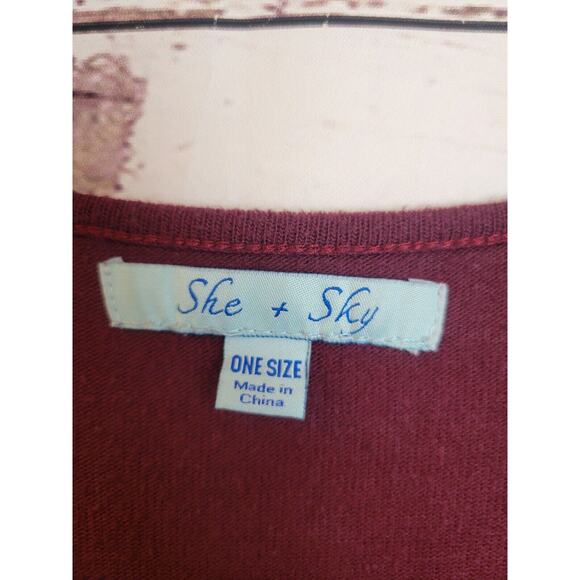 She + Sky
ONE SIZE
Made in
China